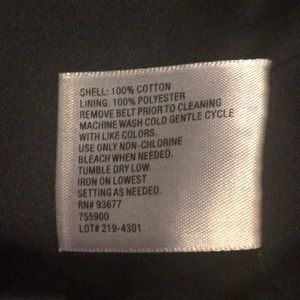 SHELL: 100% COTTON
LINING: 100% POLYESTER
REMOVE BELT PRIOR TO CLEANING
MACHINE WASH COLD GENTLE CYCLE
WITH LIKE COLORS.
USE ONLY NON-CHLORINE
BLEACH WHEN NEEDED.
TUMBLE DRY LOW.
IRON ON LOWEST
SETTING AS NEEDED.
RN# 93677
755900
LOT# 219-4301